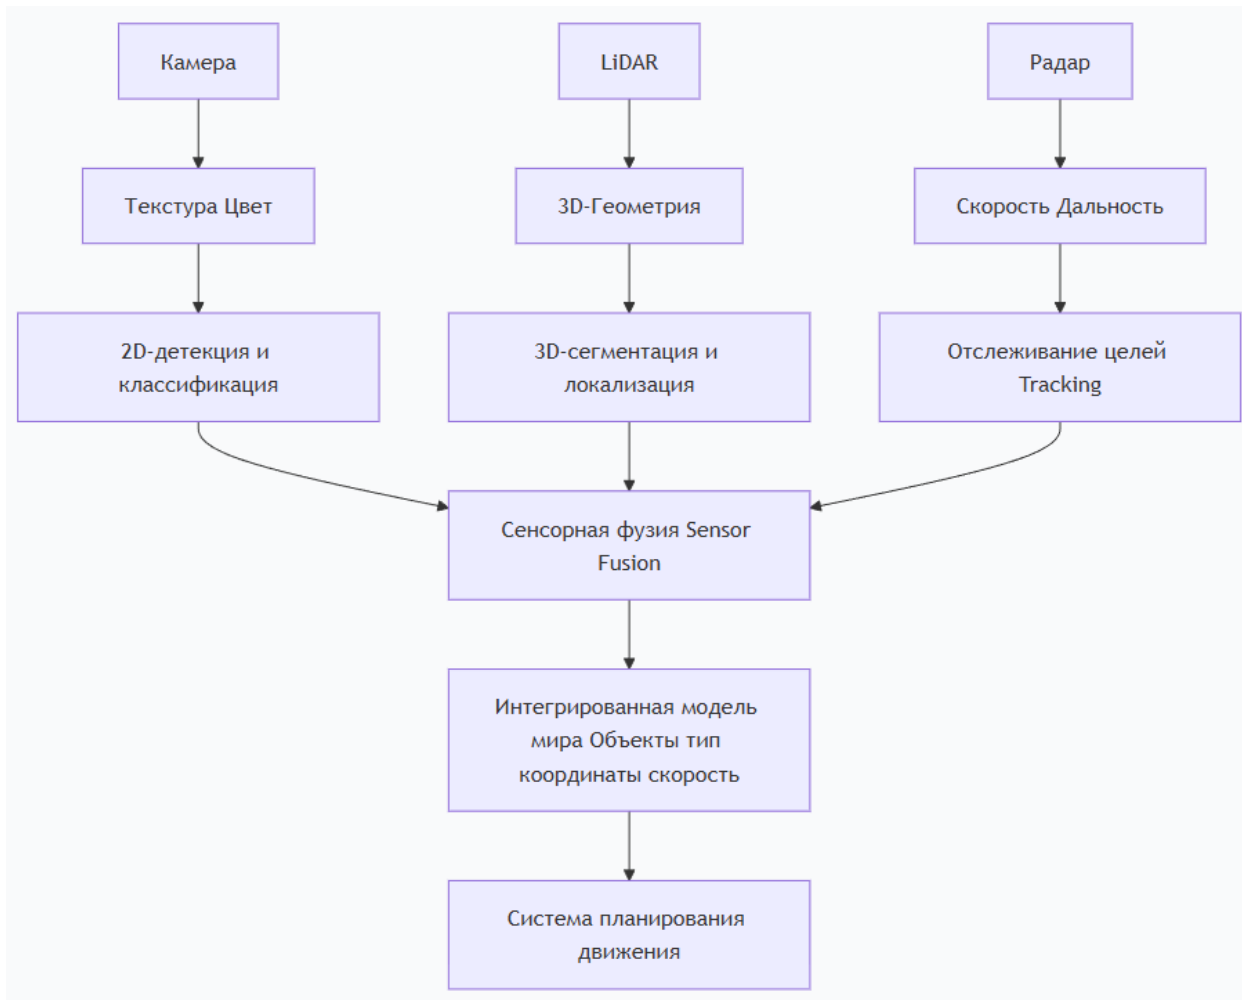 Камера
LiDAR
Радар
Текстура Цвет
3D-Геометрия
Скорость Дальность
2D-детекция и
классификация
3D-сегментация и
локализация
Отслеживание целей
Tracking
Сенсорная фузия Sensor
Fusion
Интегрированная модель
мира Объекты тип
координаты скорость
Система планирования
движения